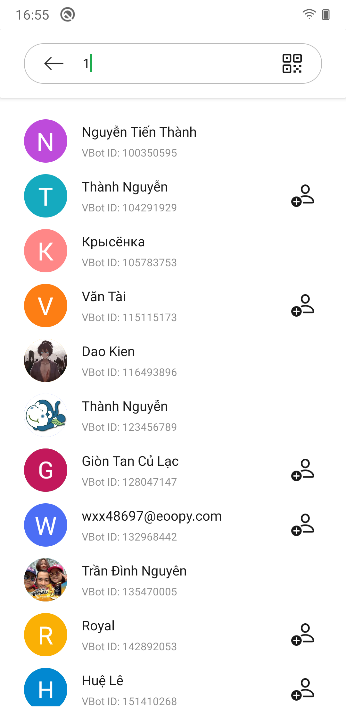 16:55
1
N
Nguyễn Tiến Thành
VBot ID: 100350595
T
Thành Nguyễn
VBot ID: 104291929
K
Крысёнка
VBot ID: 105783753
V
Văn Tài
VBot ID: 115115173
Dao Kien
VBot ID: 116493896
Thành Nguyễn
VBot ID: 123456789
G
Giòn Tan Củ Lạc
VBot ID: 128047147
W
wxx48697@eoopy.com
VBot ID: 132968442
Trần Đình Nguyên
VBot ID: 135470005
R
Royal
VBot ID: 142892053
H
Huệ Lê
VBot ID: 151410268